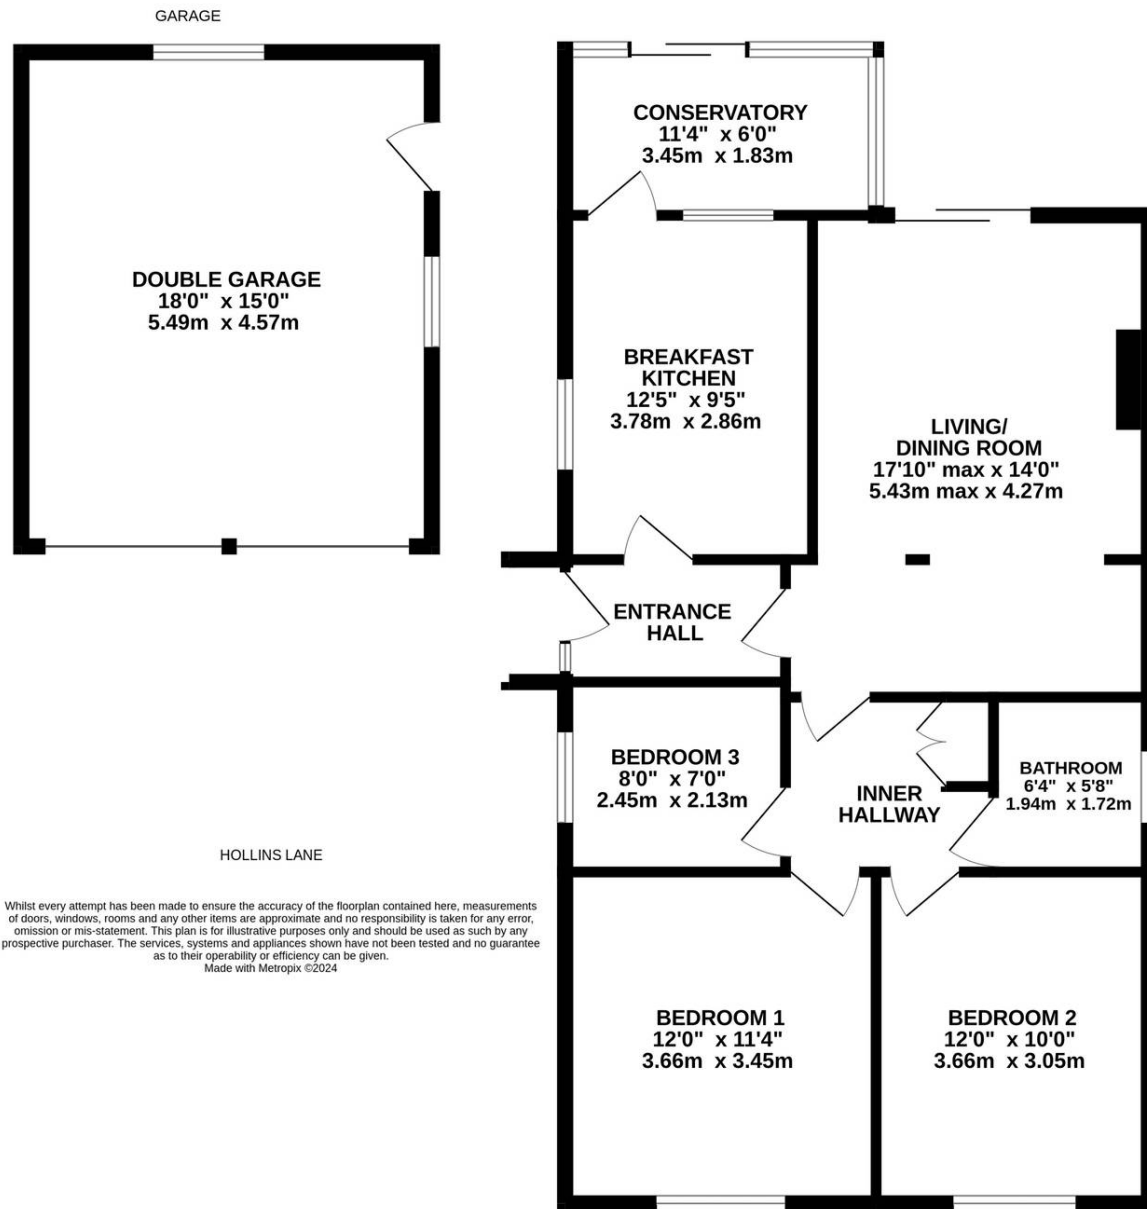 GARAGE
DOUBLE GARAGE
18'0" x 15'0"
5.49m x 4.57m
CONSERVATORY
11'4" x 6'0"
3.45m x 1.83m
BREAKFAST
KITCHEN
12'5" x 9'5"
3.78m x 2.86m
LIVING/
DINING ROOM
17'10" max x 14'0"
5.43m max x 4.27m
ENTRANCE
HALL
BEDROOM 3
8'0" x 7'0"
2.45m x 2.13m
INNER
HALLWAY
BATHROOM
6'4" x 5'8"
1.94m x 1.72m
BEDROOM 1
12'0" x 11'4"
3.66m x 3.45m
BEDROOM 2
12'0" x 10'0"
3.66m x 3.05m
HOLLINS LANE
Whilst every attempt has been made to ensure the accuracy of the floorplan contained here, measurements
of doors, windows, rooms and any other items are approximate and no responsibility is taken for any error,
omission or mis-statement. This plan is for illustrative purposes only and should be used as such by any
prospective purchaser. The services, systems and appliances shown have not been tested and no guarantee
as to their operability or efficiency can be given.
Made with Metropix ©2024